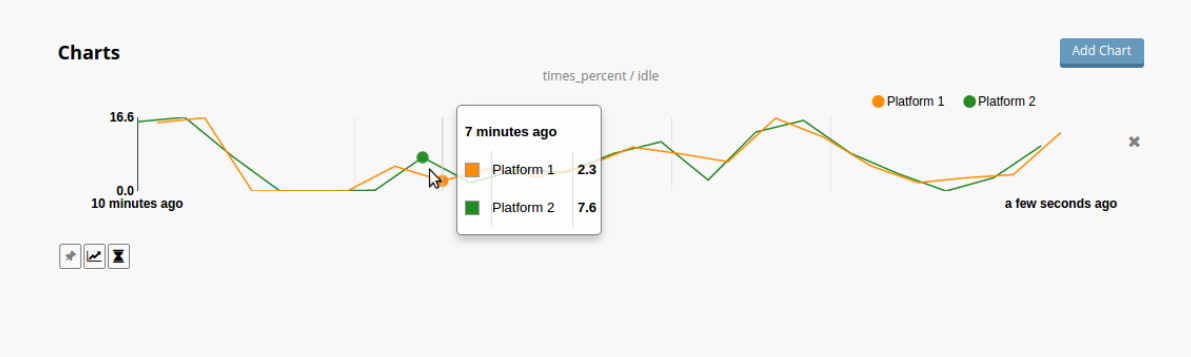 Charts
Add Chart
times_percent / idle
Platform 1 Platform 2
16.6
7 minutes ago
Platform 1 2.3
Platform 2 7.6
0.0
10 minutes ago
a few seconds ago